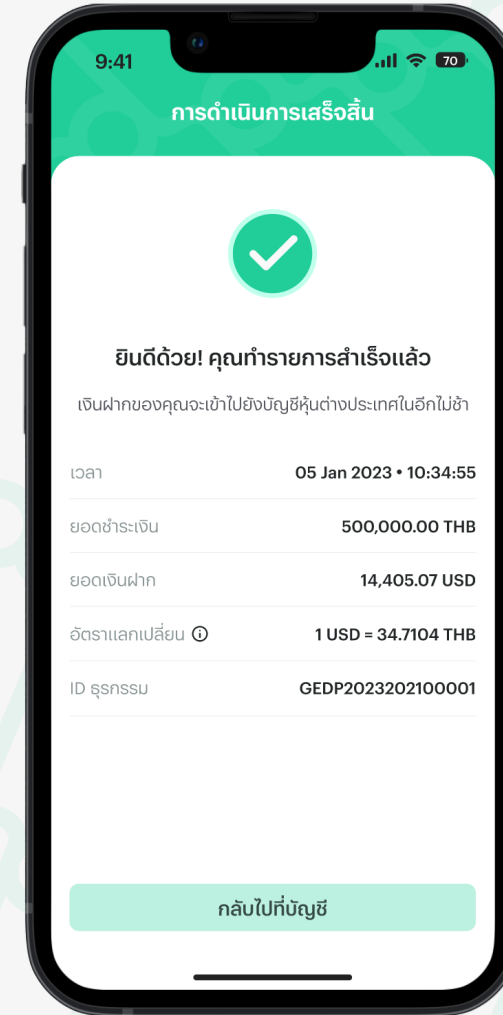 9:41
70
การดำเนินการเสร็จสิ้น
ยินดีด้วย! คุณทำรายการสำเร็จแล้ว
เงินฝากของคุณจะเข้าไปยังบัญชีหุ้นต่างประเทศในอีกไม่ช้า
เวลา 05 Jan 2023 • 10:34:55
ยอดชำระเงิน 500,000.00 THB
ยอดเงินฝาก 14,405.07 USD
อัตราแลกเปลี่ยน 1 USD = 34.7104 THB
ID ธุรกรรม GEDP2023202100001
กลับไปที่บัญชี